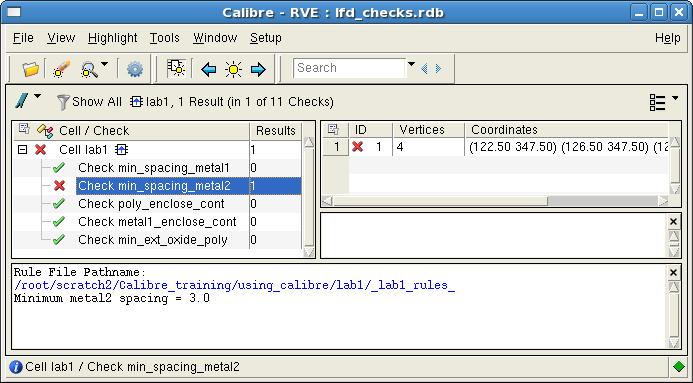 Calibre - RVE : lfd_checks.rdb
File View Highlight Tools Window Setup Help
Search
Show All lab1, 1 Result (in 1 of 11 Checks)
Cell / Check Results
Cell lab1 1
Check min_spacing_metal1 0
Check min_spacing_metal2 1
Check poly_enclose_cont 0
Check metal1_enclose_cont 0
Check min_ext_oxide_poly 0
ID Vertices Coordinates
1 1 4 (122.50 347.50) (126.50 347.50) (12
Rule File Pathname:
/root/scratch2/Calibre_training/using_calibre/lab1/_lab1_rules_
Minimum metal2 spacing = 3.0
Cell lab1 / Check min_spacing_metal2